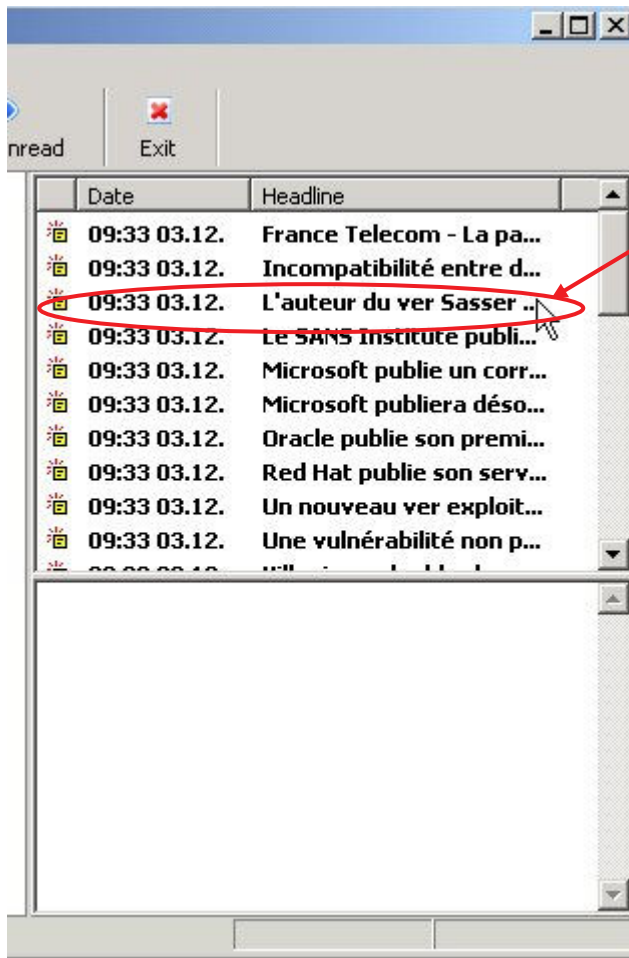 nread Exit
Date Headline
09:33 03.12. France Telecom - La pa...
09:33 03.12. Incompatibilité entre d...
09:33 03.12. L'auteur du ver Sasser ..
09:33 03.12. Le SANS Institute publi...
09:33 03.12. Microsoft publie un corr...
09:33 03.12. Microsoft publiera déso...
09:33 03.12. Oracle publie son premi...
09:33 03.12. Red Hat publie son serv...
09:33 03.12. Un nouveau ver exploit...
09:33 03.12. Une vulnérabilité non p...